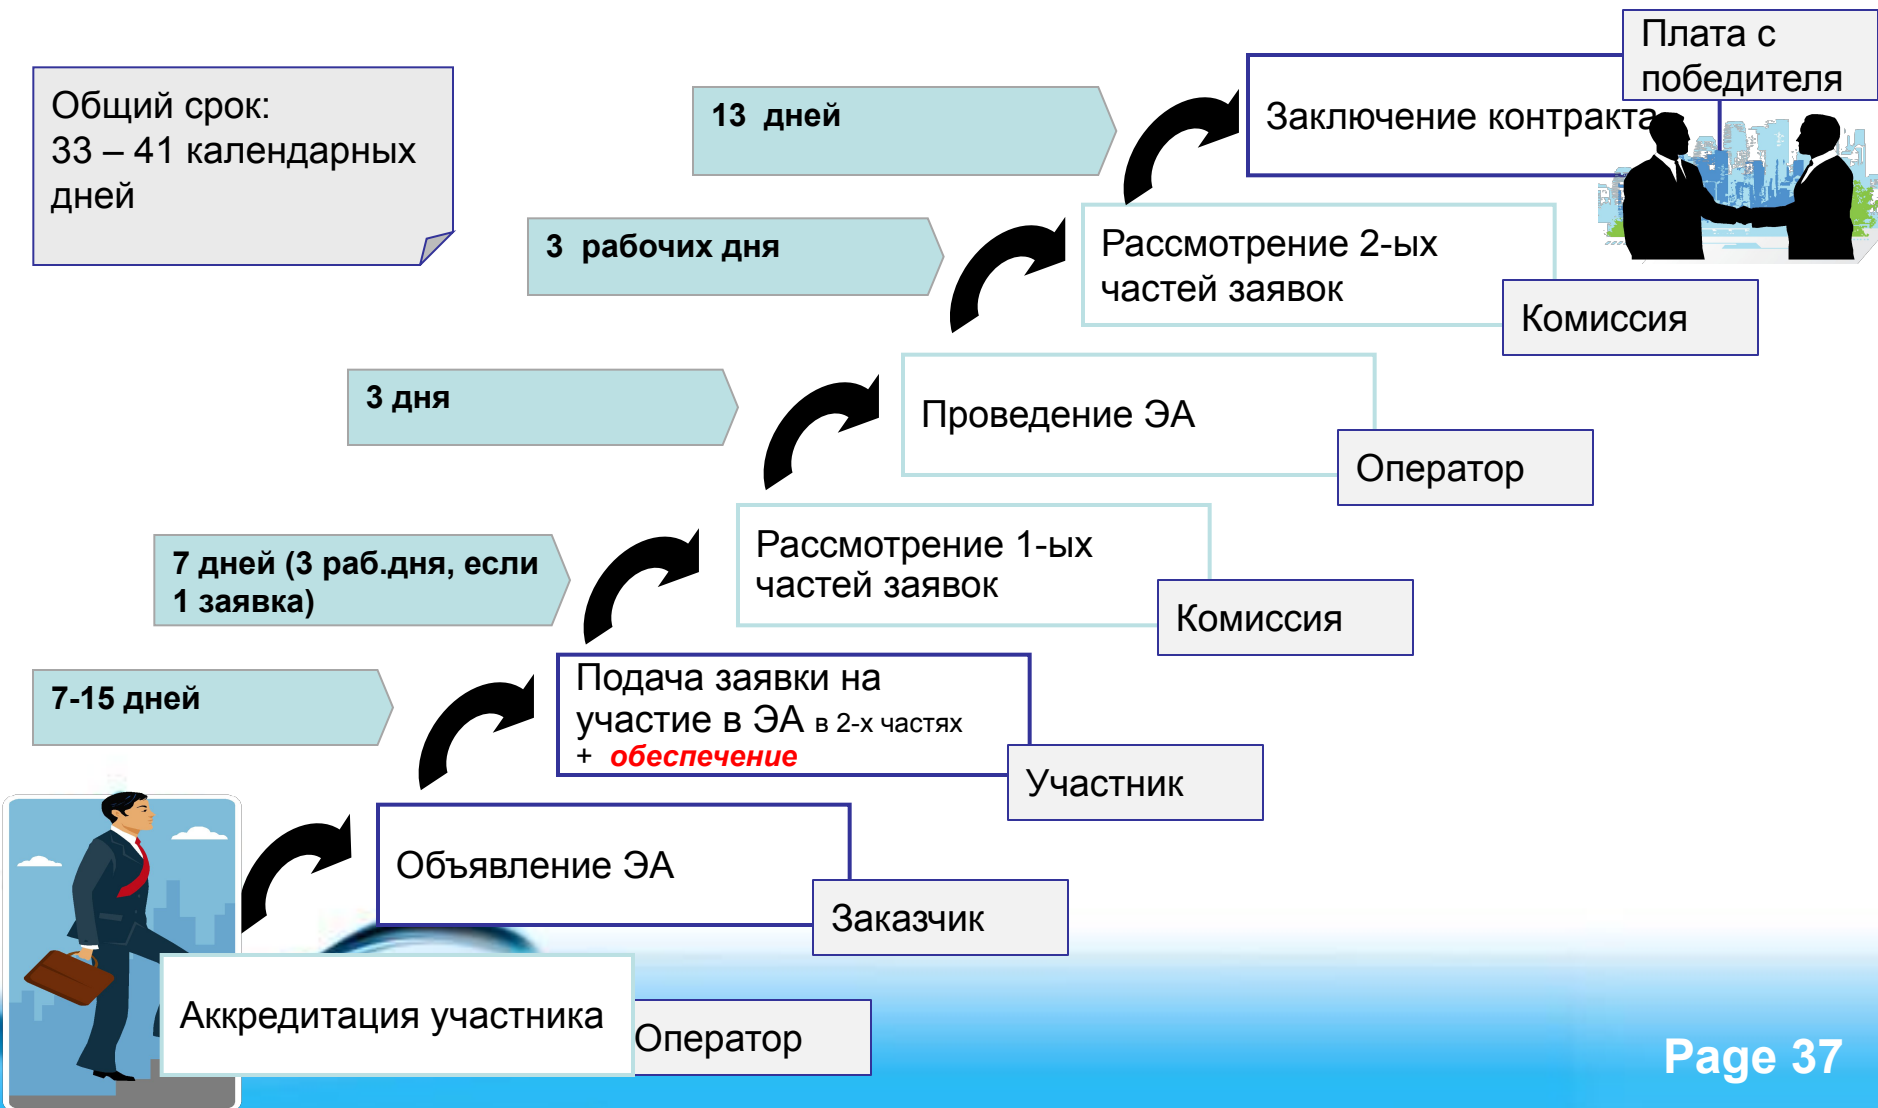 Плата с
победителя
Общий срок:
33 – 41 календарных
дней
13 дней
Заключение контракта
3 рабочих дня
Рассмотрение 2-ых
частей заявок
Комиссия
3 дня
Проведение ЭА
Оператор
7 дней (3 раб.дня, если
1 заявка)
Рассмотрение 1-ых
частей заявок
Комиссия
7-15 дней
Подача заявки на
участие в ЭА в 2-х частях
+ обеспечение
Участник
Объявление ЭА
Заказчик
Аккредитация участника
Оператор
Page 37